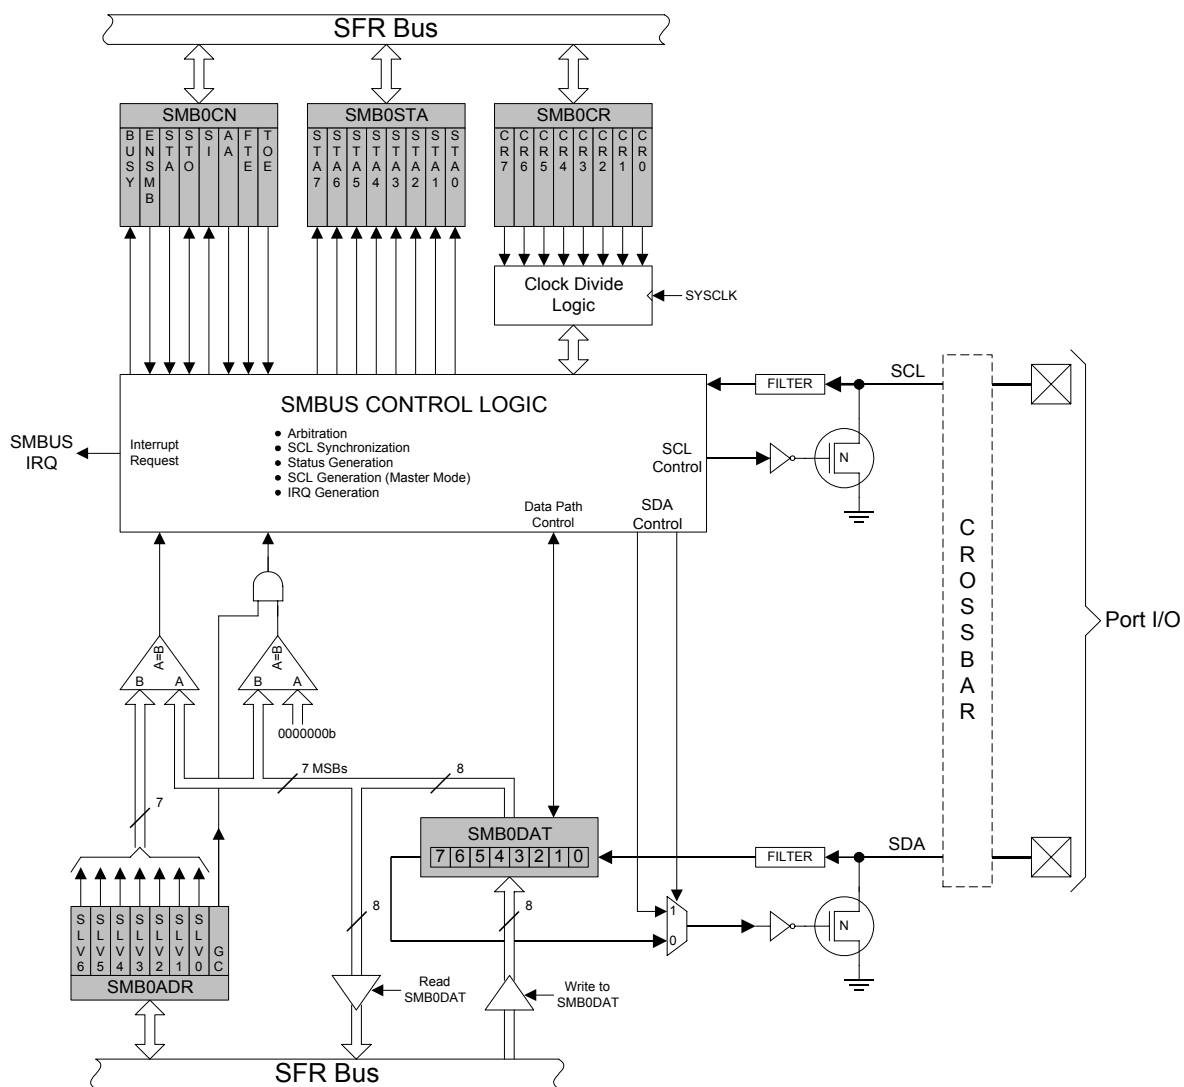 SFR Bus
SMB0CN
SMB0STA
SMB0CR
BUSY
ENSMB
STA
STO
SI
AA
FTE
TOE
STA7
STA6
STA5
STA4
STA3
STA2
STA1
STA0
CR7
CR6
CR5
CR4
CR3
CR2
CR1
CR0
Clock Divide
Logic
SYSCLK
SMBUS CONTROL LOGIC
Arbitration
SCL Synchronization
Status Generation
SCL Generation (Master Mode)
IRQ Generation
SMBUS
IRQ
Interrupt
Request
SCL
Control
Data Path
Control
SDA
Control
FILTER
SCL
N
CROSSBAR
Port I/O
A=B
B A
A=B
B A
0000000b
7 MSBs
8
7
SMB0DAT
7 6 5 4 3 2 1 0
FILTER
SDA
1
0
N
8
8
SLV6
SLV5
SLV4
SLV3
SLV2
SLV1
SLV0
GC
SMB0ADR
Read
SMB0DAT
Write to
SMB0DAT
SFR Bus